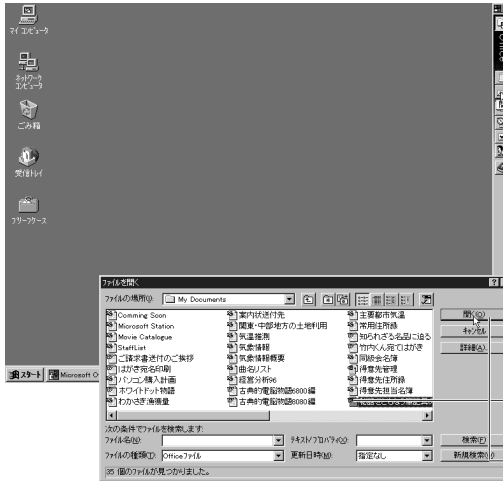 マイ コンピュータ
ネットワーク
コンピュータ
ごみ箱
受信トレイ
ブリーフケース
Office
ファイルを開く
ファイルの場所(I):
My Documents
Comming Soon
Microsoft Station
Movie Catalogue
StaffList
ご請求書送付のご挨拶
はがき宛名印刷
パソコン購入計画
ホワイトドット物語
わかさぎ漁獲量
案内状送付先
関東・中部地方の土地利用
気温推測
気象情報
気象情報概要
曲名リスト
経営分析96
古典的電脳物語6800編
古典的電脳物語8080編
主要都市気温
常用住所録
知られざる名品に迫る
竹内くん宛てはがき
同級会名簿
得意先管理
得意先住所録
得意先担当名簿
開く(O)
キャンセル
詳細(A)...
次の条件でファイルを検索します:
ファイル名(N):
テキスト/プロパティ(X):
検索(F)
ファイルの種類(T):
Officeファイル
更新日時(M):
指定なし
新規検索(W)
35 個のファイルが見つかりました。
スタート
Microsoft O